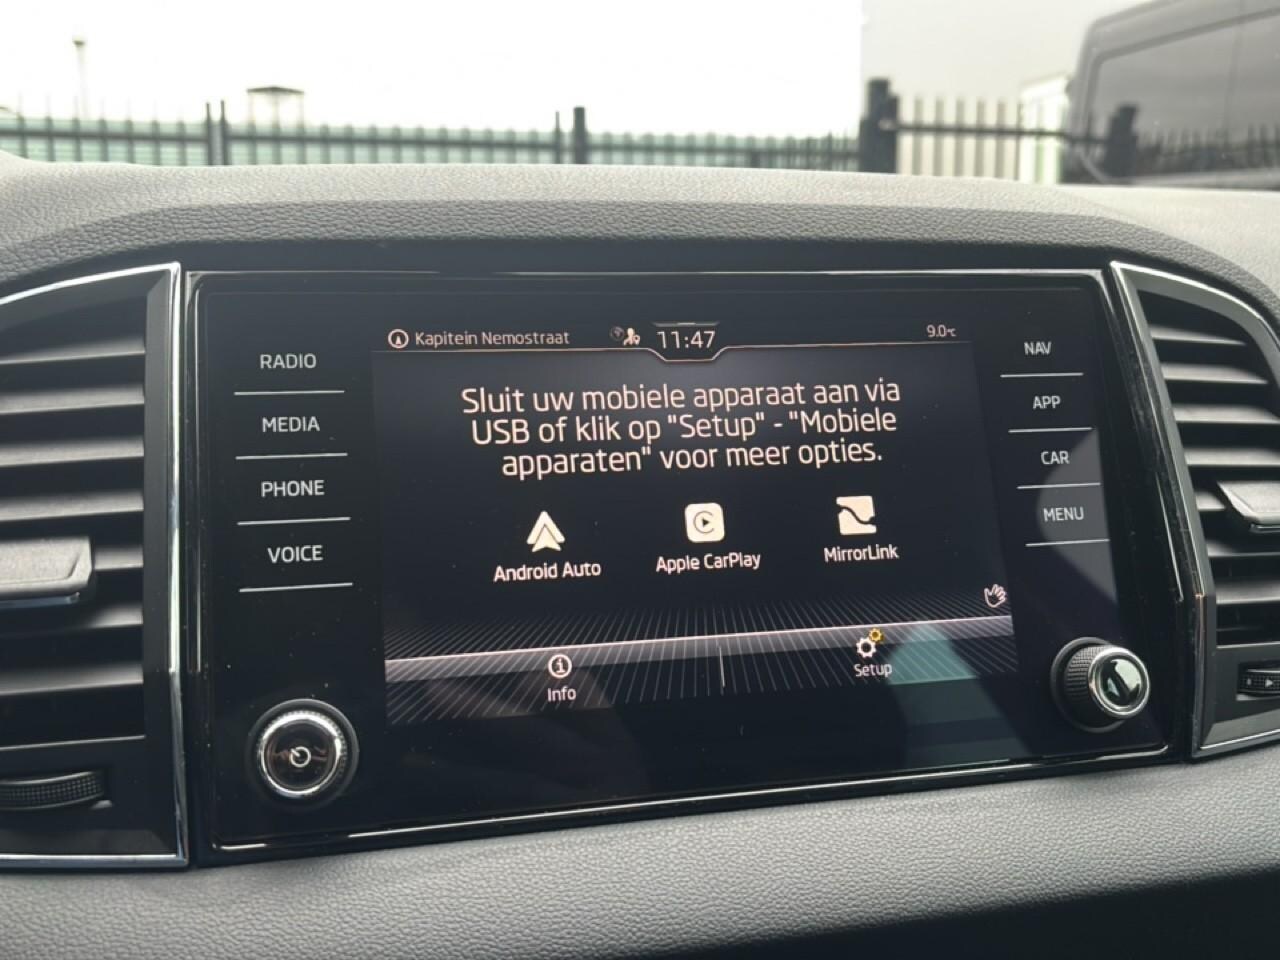 Kapitein Nemostraat 11:47 9.0°C
RADIO
MEDIA
PHONE
VOICE
Sluit uw mobiele apparaat aan via
USB of klik op "Setup" - "Mobiele
apparaten" voor meer opties.
Android Auto
Apple CarPlay
MirrorLink
Info
Setup
NAV
APP
CAR
MENU